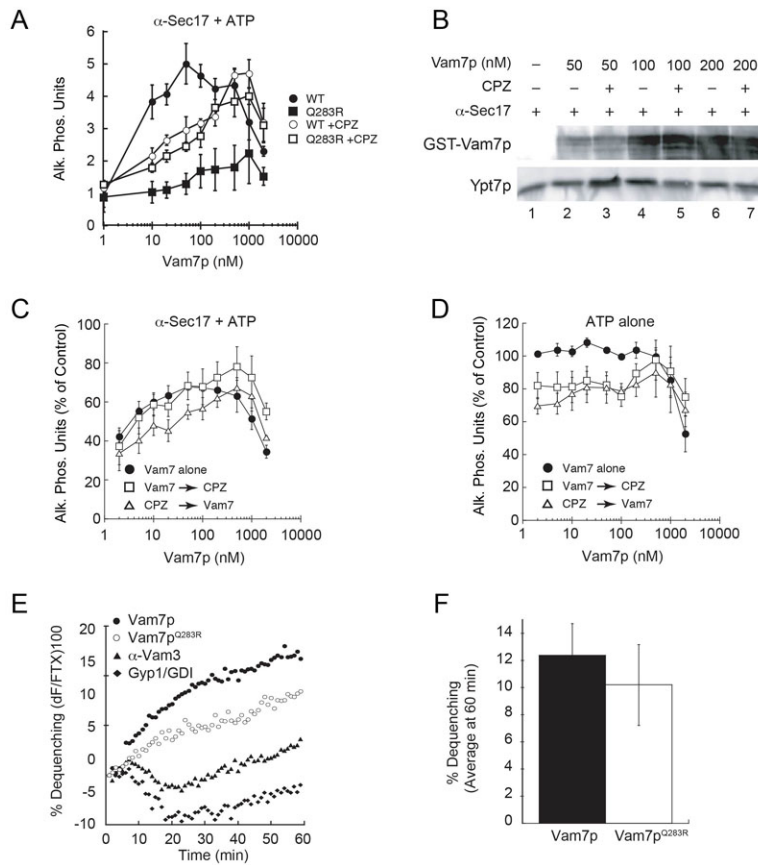 A
α-Sec17 + ATP
Alk. Phos. Units
6
5
4
3
2
1
0
1 10 100 1000 10000
Vam7p (nM)
WT
Q283R
WT +CPZ
Q283R +CPZ
B
Vam7p (nM) – 50 50 100 100 200 200
CPZ – – + – + – +
α-Sec17 + + + + + + +
GST-Vam7p
Ypt7p
1 2 3 4 5 6 7
C
α-Sec17 + ATP
Alk. Phos. Units (% of Control)
100
80
60
40
20
0
1 10 100 1000 10000
Vam7p (nM)
Vam7 alone
Vam7 → CPZ
CPZ → Vam7
D
ATP alone
Alk. Phos. Units (% of Control)
120
100
80
60
40
20
0
1 10 100 1000 10000
Vam7p (nM)
Vam7 alone
Vam7 → CPZ
CPZ → Vam7
E
% Dequenching (dF/FTX)100
20
15
10
5
0
-5
-10
0 10 20 30 40 50 60
Time (min)
Vam7p
Vam7pQ283R
α-Vam3
Gyp1/GDI
F
% Dequenching
(Average at 60 min)
14
12
10
8
6
4
2
0
Vam7p Vam7pQ283R